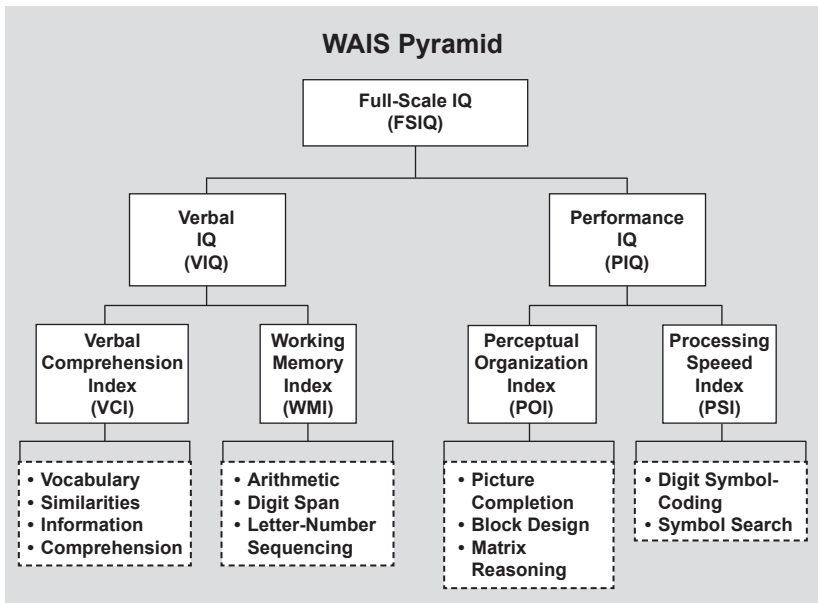 WAIS Pyramid
Full-Scale IQ
(FSIQ)
Verbal
IQ
(VIQ)
Performance
IQ
(PIQ)
Verbal
Comprehension
Index
(VCI)
Working
Memory
Index
(WMI)
Perceptual
Organization
Index
(POI)
Processing
Speeed
Index
(PSI)
• Vocabulary
• Similarities
• Information
• Comprehension
• Arithmetic
• Digit Span
• Letter-Number
Sequencing
• Picture
Completion
• Block Design
• Matrix
Reasoning
• Digit Symbol-
Coding
• Symbol Search